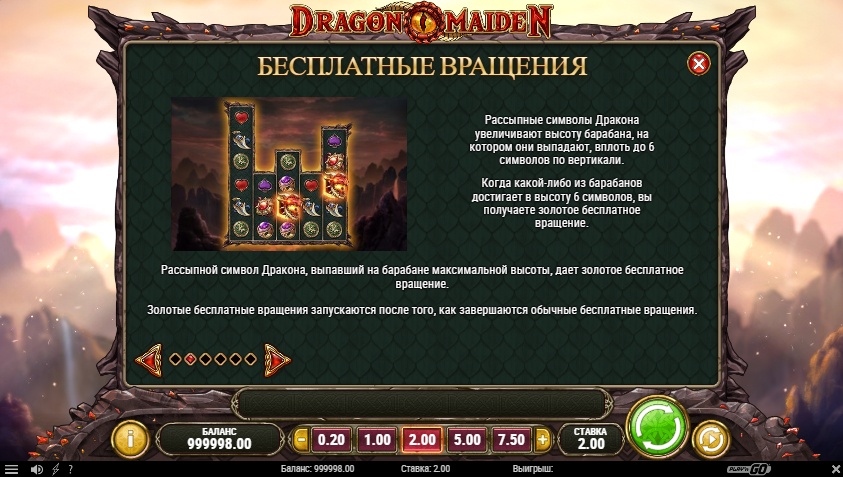 DRAGON MAIDEN
БЕСПЛАТНЫЕ ВРАЩЕНИЯ
Рассыпные символы Дракона
увеличивают высоту барабана, на
котором они выпадают, вплоть до 6
символов по вертикали.
Когда какой-либо из барабанов
достигает в высоту 6 символов, вы
получаете золотое бесплатное
вращение.
Рассыпной символ Дракона, выпавший на барабане максимальной высоты, дает золотое бесплатное
вращение.
Золотые бесплатные вращения запускаются после того, как завершаются обычные бесплатные вращения.
БАЛАНС
999998.00
- 0.20 1.00 2.00 5.00 7.50 +
СТАВКА
2.00
Баланс: 999998.00 Ставка: 2.00 Выигрыш:
PLAY'N GO